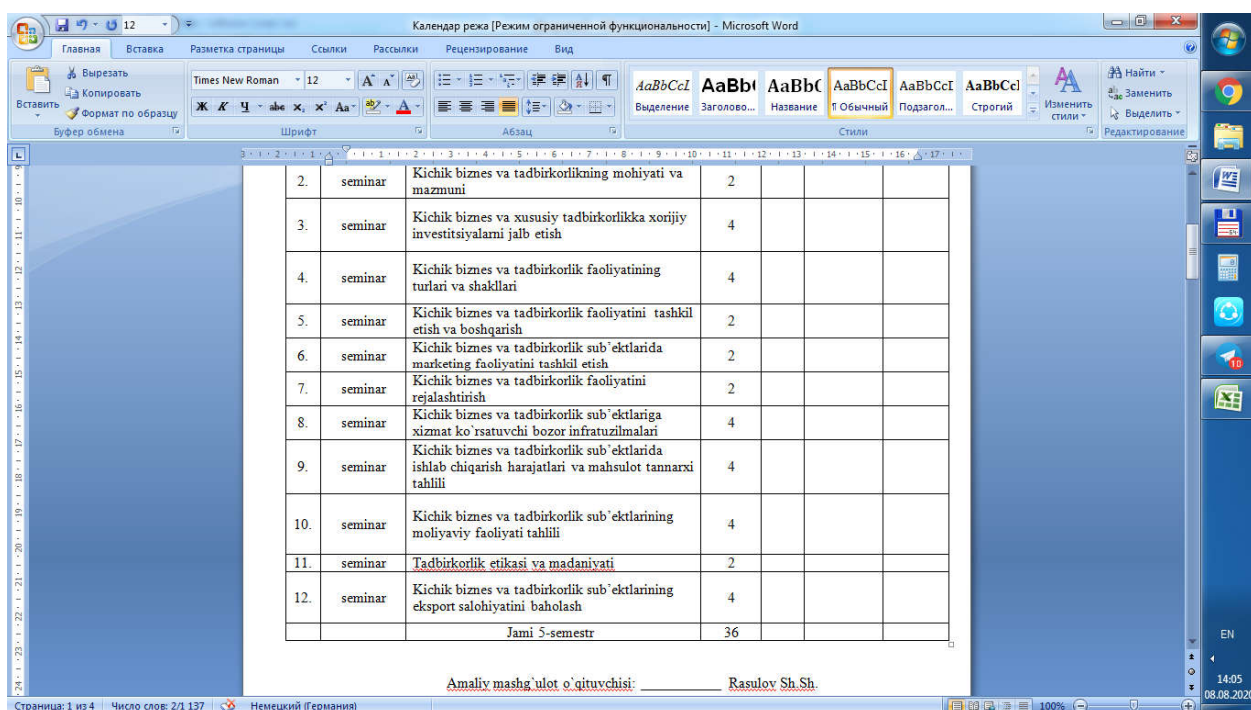 12
Календар режа [Режим ограниченной функциональности] - Microsoft Word
Главная Вставка Разметка страницы Ссылки Рассылки Рецензирование Вид
Вставить
Вырезать
Копировать
Формат по образцу
Буфер обмена
Times New Roman 12
Ж К Ч abc x, x² Aa A
Шрифт
Абзац
AaBbCcI AaBb AaBb( AaBbCcI AaBbCcI AaBbCcI
Выделение Заголово... Название ¶ Обычный Подзагол... Строгий
Изменить стили
Стили
Найти
Заменить
Выделить
Редактирование
2. seminar Kichik biznes va tadbirkorlikning mohiyati va 2
mazmuni
3. seminar Kichik biznes va xususiy tadbirkorlikka xorijiy 4
investitsiyalarni jalb etish
4. seminar Kichik biznes va tadbirkorlik faoliyatining 4
turlari va shakllari
5. seminar Kichik biznes va tadbirkorlik faoliyatini tashkil 2
etish va boshqarish
6. seminar Kichik biznes va tadbirkorlik sub’ektlarida 2
marketing faoliyatini tashkil etish
7. seminar Kichik biznes va tadbirkorlik faoliyatini 2
rejalashtirish
8. seminar Kichik biznes va tadbirkorlik sub’ektlariga 4
xizmat ko`rsatuvchi bozor infratuzilmalari
9. seminar Kichik biznes va tadbirkorlik sub’ektlarida 4
ishlab chiqarish harajatlari va mahsulot tannarxi
tahlili
10. seminar Kichik biznes va tadbirkorlik sub’ektlarining 4
moliyaviy faoliyati tahlili
11. seminar Tadbirkorlik etikasi va madaniyati 2
12. seminar Kichik biznes va tadbirkorlik sub’ektlarining 4
eksport salohiyatini baholash
Jami 5-semestr 36
Amaliy mashg`ulot o`qituvchisi: ____________ Rasulov Sh.Sh.
Страница: 1 из 4 Число слов: 2/1 137 Немецкий (Германия) 100%
EN
14:05
08.08.2020